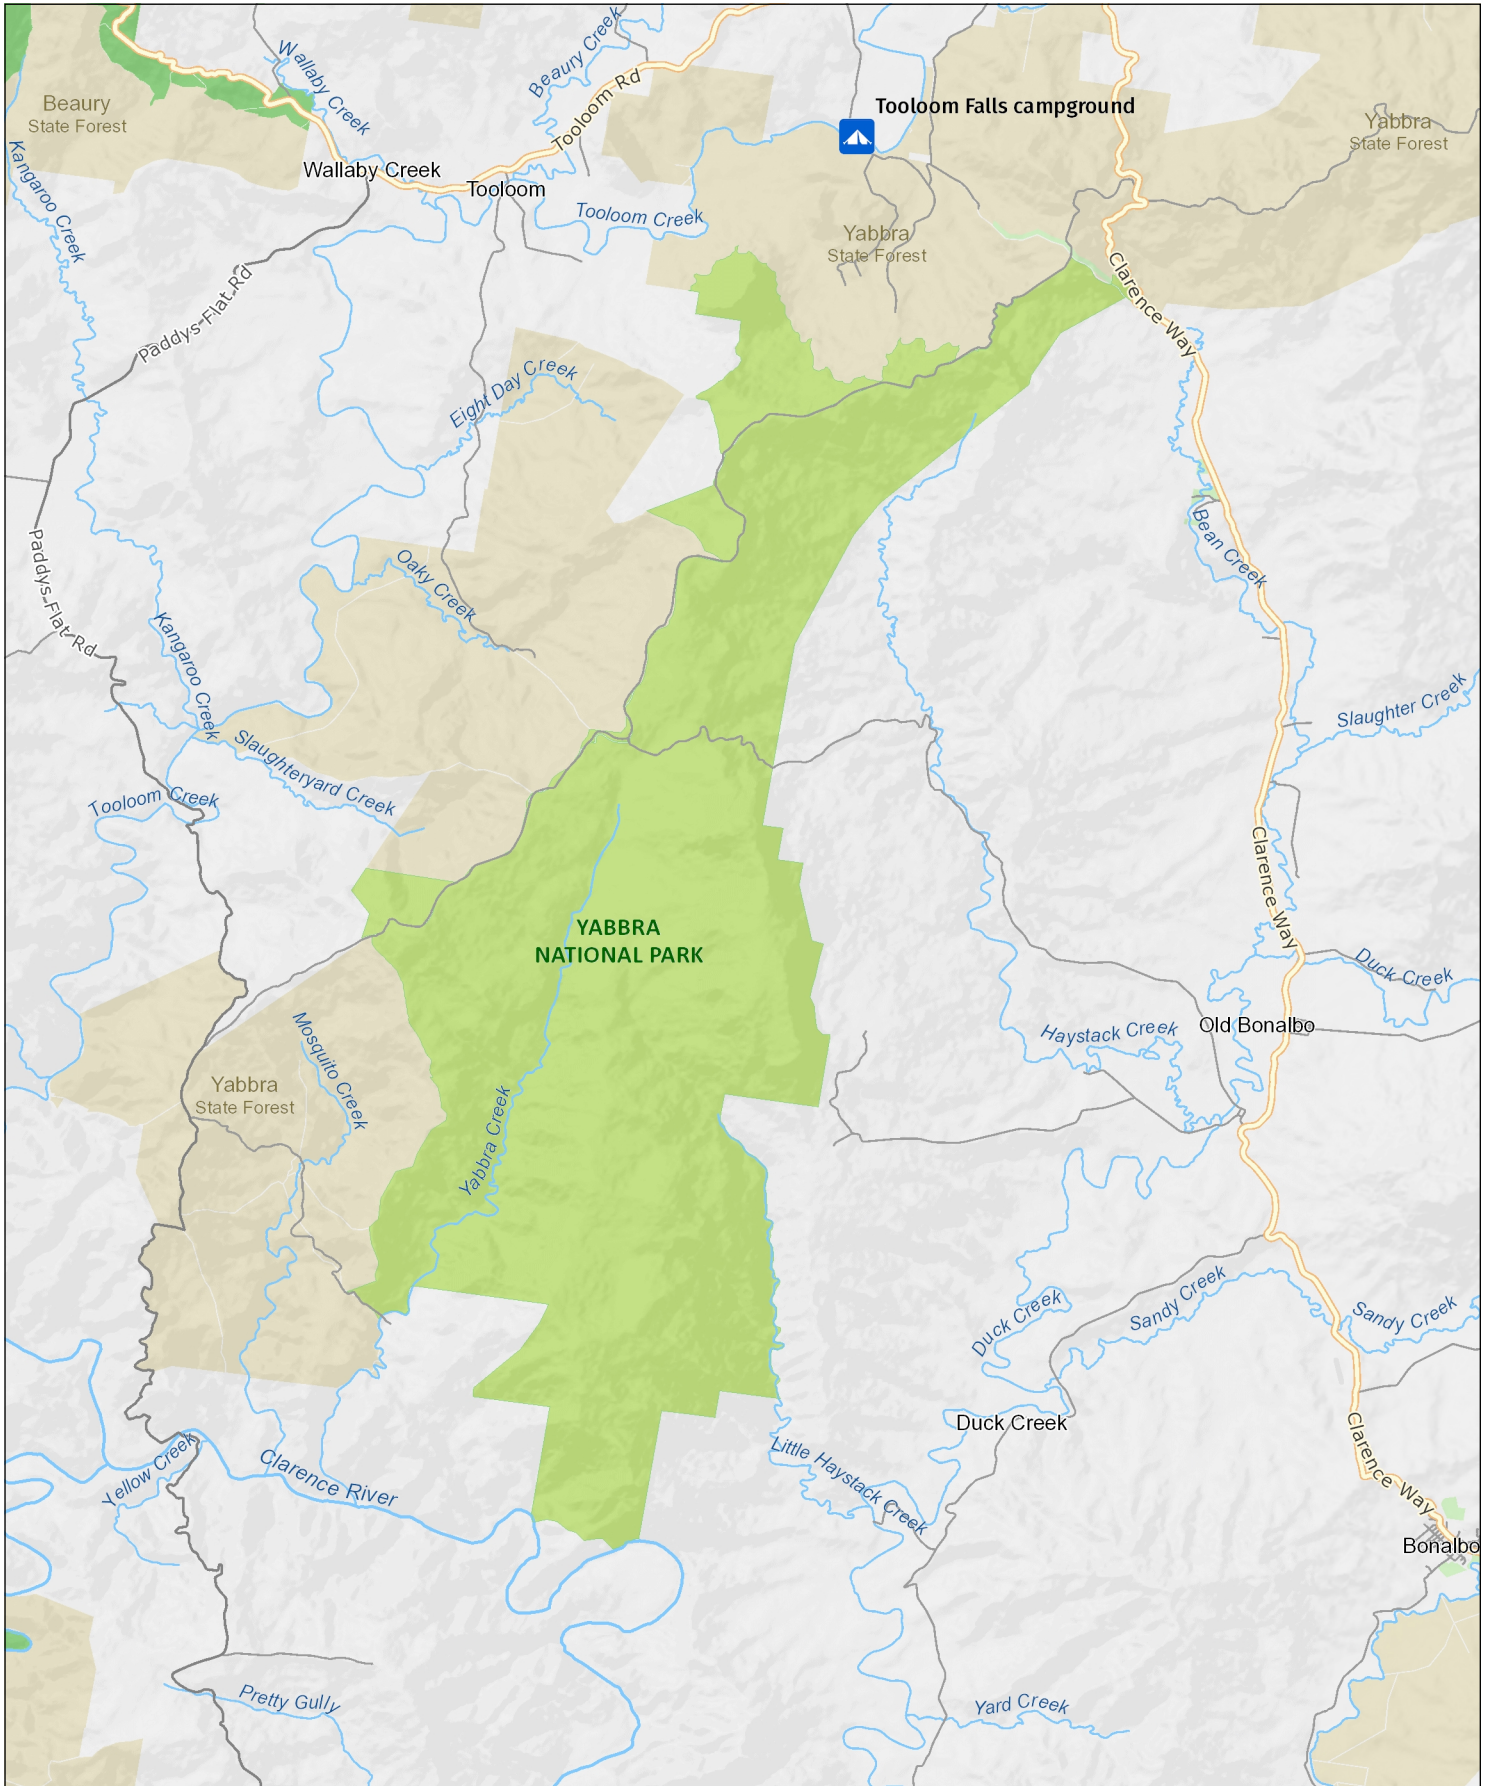 Beaury Creek
Wallaby Creek
Tooloom Rd
Beaury
State Forest
Tooloom Falls campground
Yabbra
State Forest
Kangaroo Creek
Wallaby Creek
Tooloom
Tooloom Creek
Yabbra
State Forest
Paddys Flat Rd
Clarence Way
Eight Day Creek
Bean Creek
Paddys Flat Rd
Oaky Creek
Kangaroo Creek
Slaughter Creek
Slaughteryard Creek
Tooloom Creek
Clarence Way
YABBRA
NATIONAL PARK
Duck Creek
Mosquito Creek
Haystack Creek
Old Bonalbo
Yabbra
State Forest
Yabbra Creek
Duck Creek
Sandy Creek
Sandy Creek
Duck Creek
Clarence Way
Yellow Creek
Clarence River
Little Haystack Creek
Bonalbo
Pretty Gully
Yard Creek